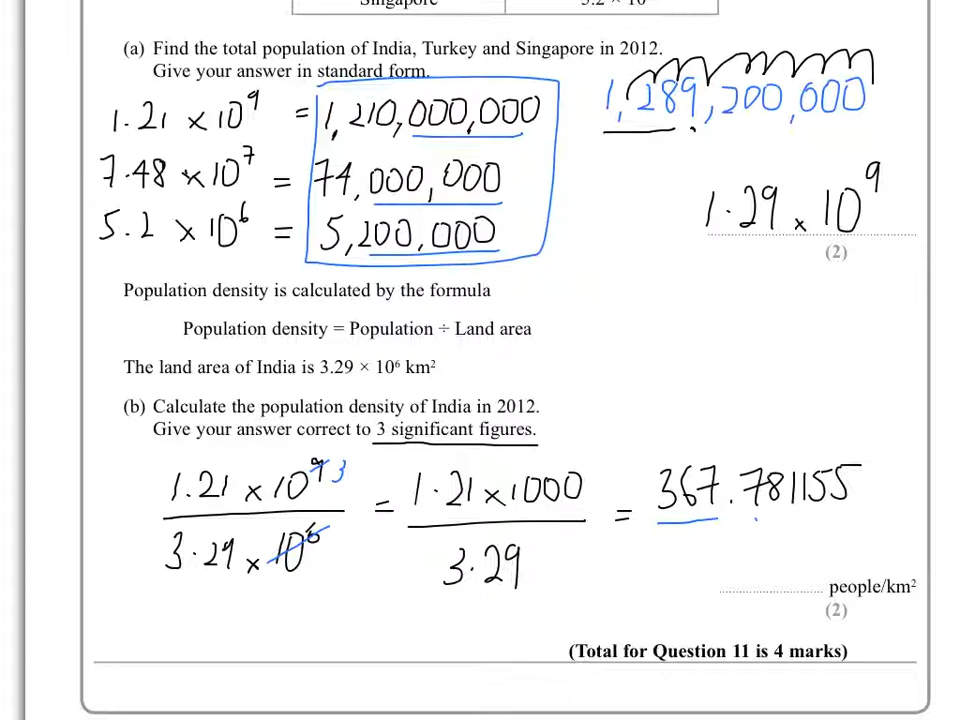 Singapore
(a) Find the total population of India, Turkey and Singapore in 2012.
Give your answer in standard form.
1.21 × 10⁹ = 1,210,000,000
7.48 × 10⁷ = 74,000,000
5.2 × 10⁶ = 5,200,000
1,289,200,000
1.29 × 10⁹
(2)
Population density is calculated by the formula
Population density = Population ÷ Land area
The land area of India is 3.29 × 10⁶ km²
(b) Calculate the population density of India in 2012.
Give your answer correct to 3 significant figures.
1.21 × 10⁹ 3 = 1.21 × 1000 = 367.781155
3.29 × 10⁶ 3.29
people/km²
(2)
(Total for Question 11 is 4 marks)